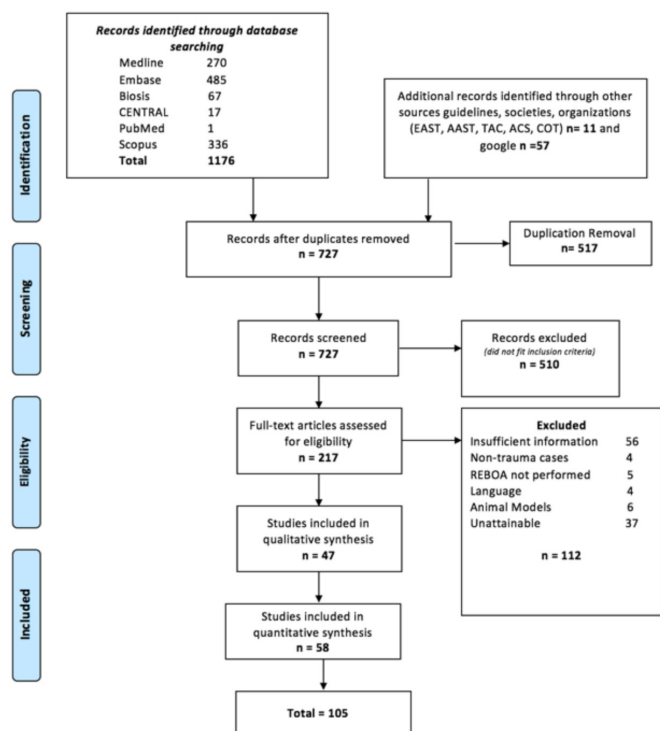 Records identified through database
searching
Medline 270
Embase 485
Biosis 67
CENTRAL 17
PubMed 1
Scopus 336
Total 1176
Additional records identified through other
sources guidelines, societies, organizations
(EAST, AAST, TAC, ACS, COT) n= 11 and
google n =57
Identification
Records after duplicates removed
n = 727
Duplication Removal
n= 517
Screening
Records screened
n = 727
Records excluded
(did not fit inclusion criteria)
n = 510
Eligibility
Full-text articles assessed
for eligibility
n = 217
Excluded
Insufficient information 56
Non-trauma cases 4
REBOA not performed 5
Language 4
Animal Models 6
Unattainable 37
n = 112
Studies included in
qualitative synthesis
n = 47
Included
Studies included in
quantitative synthesis
n = 58
Total = 105